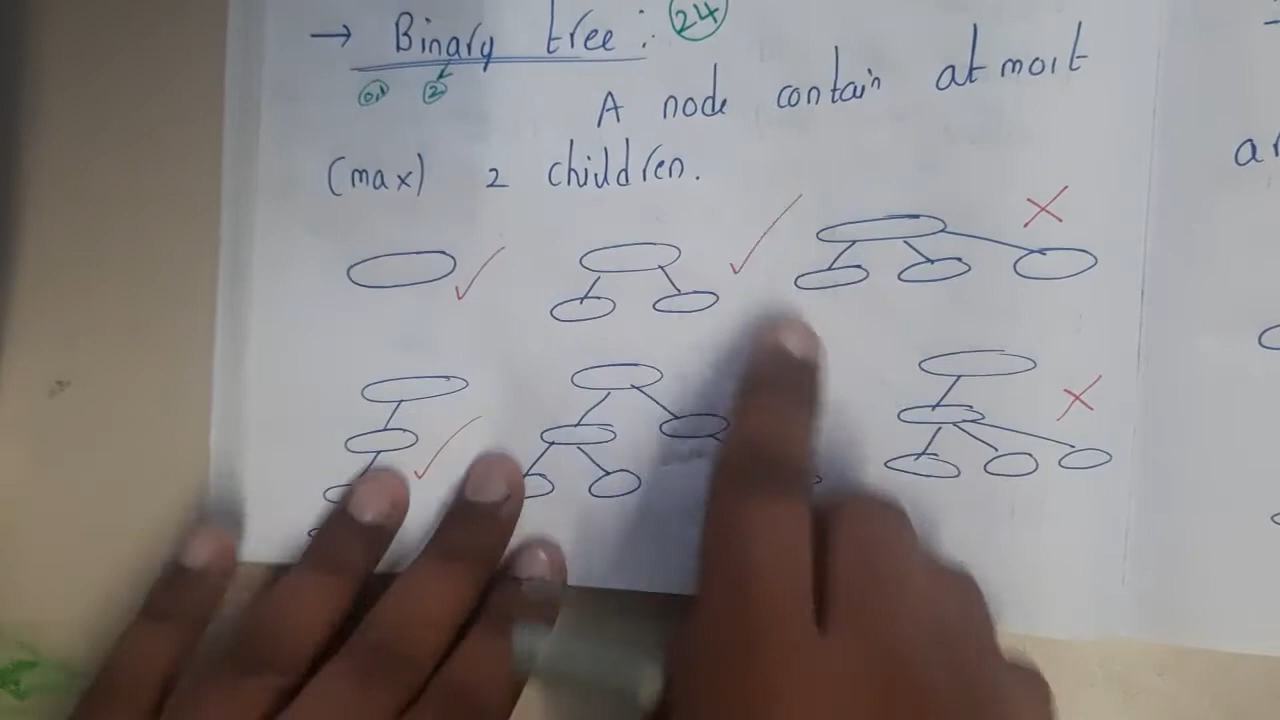 → Binary tree : 24
0,1 2
A node contain atmost
(max) 2 children.